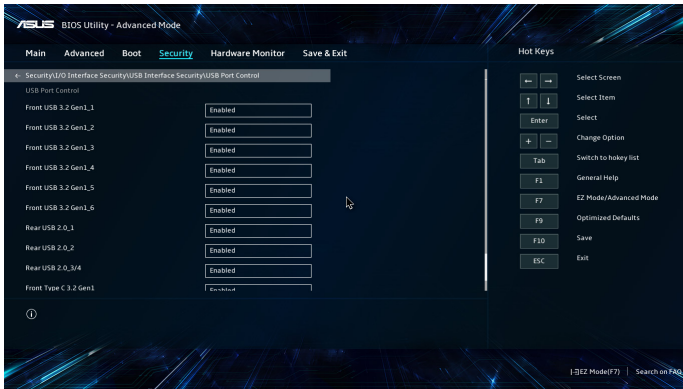 ASUS BIOS Utility - Advanced Mode
Main Advanced Boot Security Hardware Monitor Save & Exit
Hot Keys
← Security\I/O Interface Security\USB Interface Security\USB Port Control
USB Port Control
Front USB 3.2 Gen1_1 Enabled
Front USB 3.2 Gen1_2 Enabled
Front USB 3.2 Gen1_3 Enabled
Front USB 3.2 Gen1_4 Enabled
Front USB 3.2 Gen1_5 Enabled
Front USB 3.2 Gen1_6 Enabled
Rear USB 2.0_1 Enabled
Rear USB 2.0_2 Enabled
Rear USB 2.0_3/4 Enabled
Front Type C 3.2 Gen1 Enabled
← → Select Screen
↑ ↓ Select Item
Enter Select
+ − Change Option
Tab Switch to hokey list
F1 General Help
F7 EZ Mode/Advanced Mode
F9 Optimized Defaults
F10 Save
ESC Exit
EZ Mode(F7) | Search on FAQ